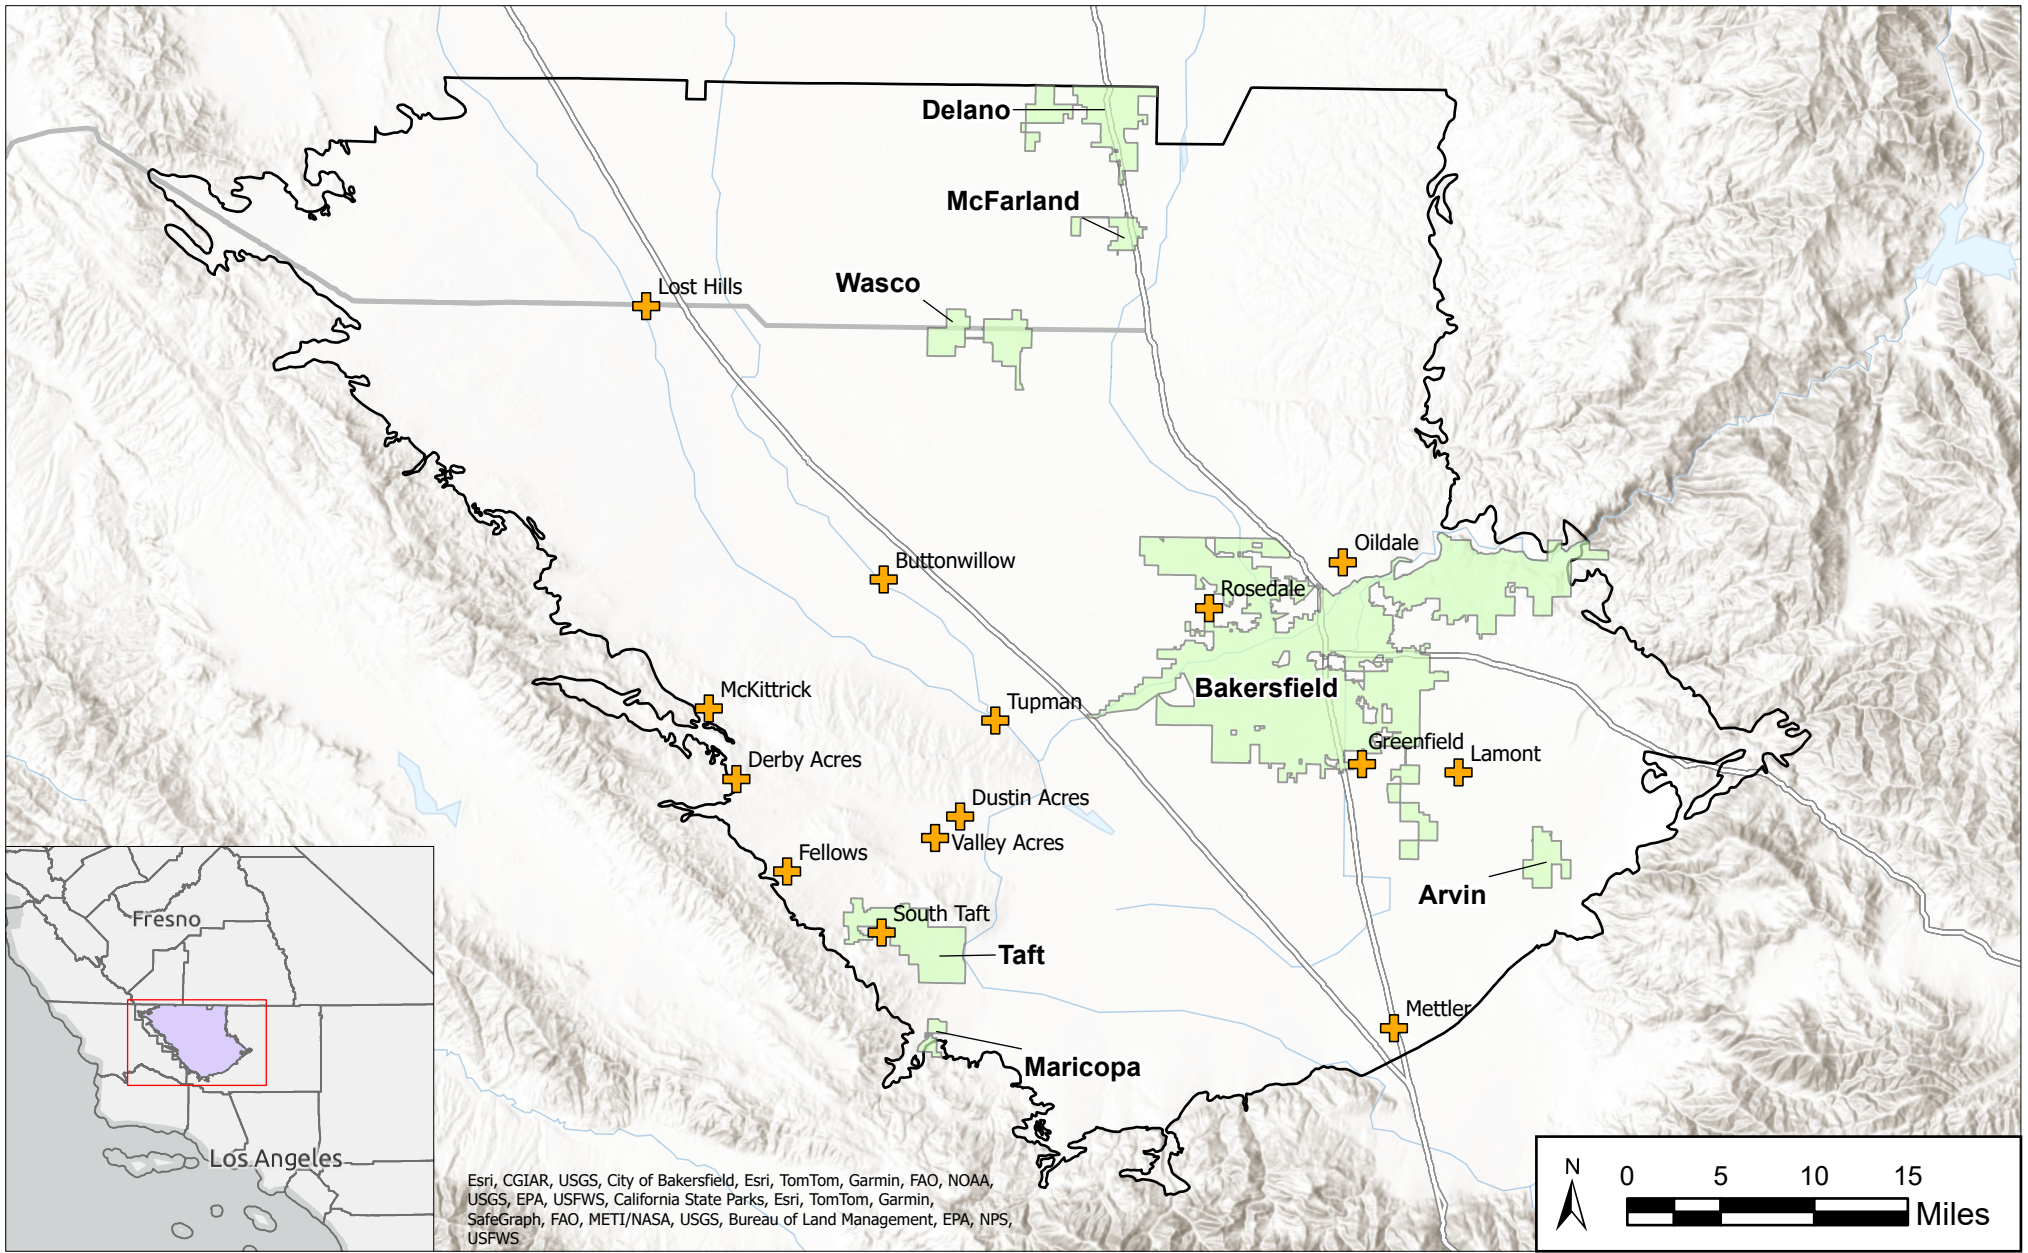 Delano
McFarland
Wasco
Lost Hills
Buttonwillow
Oildale
Rosedale
Bakersfield
McKittrick
Tupman
Derby Acres
Greenfield
Lamont
Dustin Acres
Valley Acres
Fellows
Arvin
South Taft
Taft
Mettler
Maricopa
Fresno
Los Angeles
Esri, CGIAR, USGS, City of Bakersfield, Esri, TomTom, Garmin, FAO, NOAA,
USGS, EPA, USFWS, California State Parks, Esri, TomTom, Garmin,
SafeGraph, FAO, METI/NASA, USGS, Bureau of Land Management, EPA, NPS,
USFWS
N
0 5 10 15
Miles